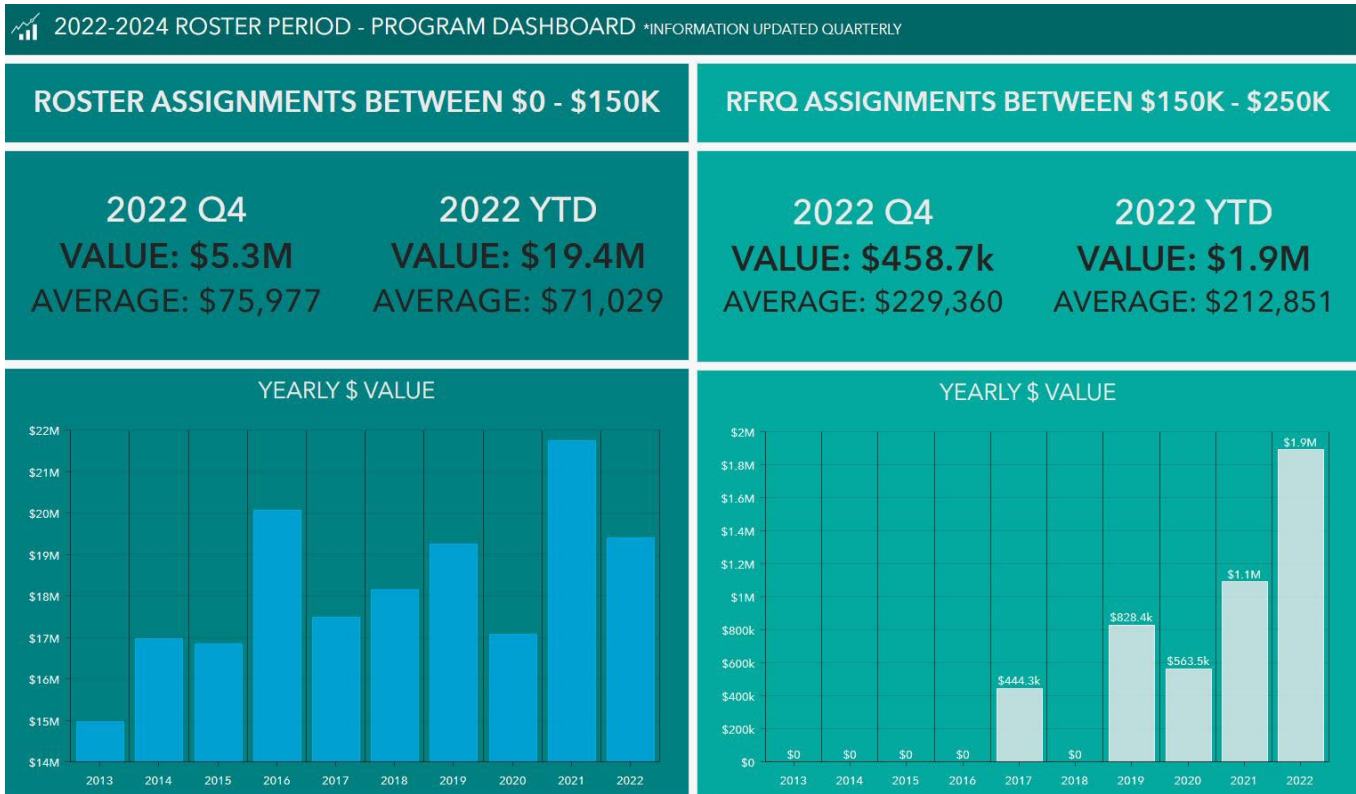 2022-2024 ROSTER PERIOD - PROGRAM DASHBOARD *INFORMATION UPDATED QUARTERLY
ROSTER ASSIGNMENTS BETWEEN $0 - $150K
2022 Q4
VALUE: $5.3M
AVERAGE: $75,977
2022 YTD
VALUE: $19.4M
AVERAGE: $71,029
YEARLY $ VALUE
$22M
$21M
$20M
$19M
$18M
$17M
$16M
$15M
$14M
2013 2014 2015 2016 2017 2018 2019 2020 2021 2022
RFRQ ASSIGNMENTS BETWEEN $150K - $250K
2022 Q4
VALUE: $458.7k
AVERAGE: $229,360
2022 YTD
VALUE: $1.9M
AVERAGE: $212,851
YEARLY $ VALUE
$2M
$1.8M
$1.6M
$1.4M
$1.2M
$1M
$800k
$600k
$400k
$200k
$0
$0 $0 $0 $0 $444.3k $0 $828.4k $563.5k $1.1M $1.9M
2013 2014 2015 2016 2017 2018 2019 2020 2021 2022